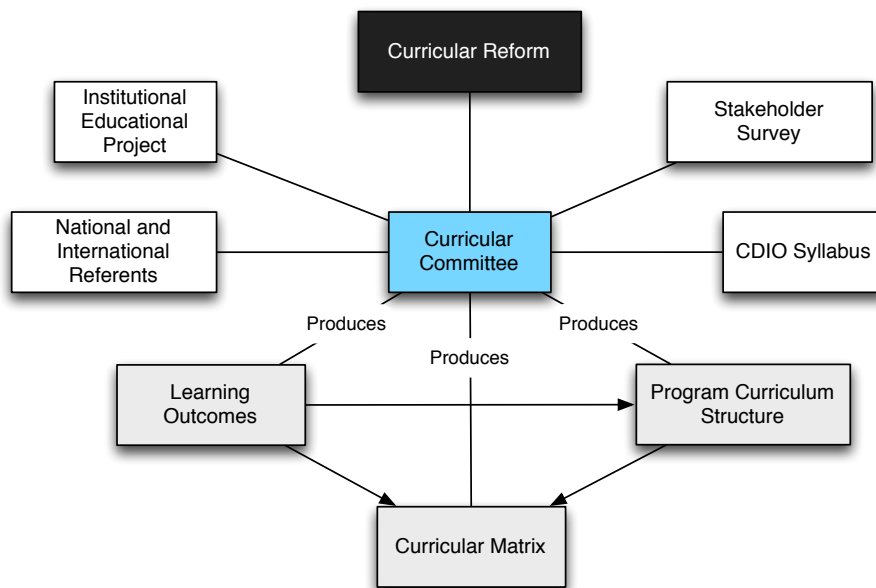 Curricular Reform
Institutional
Educational
Project
Stakeholder
Survey
National and
International
Referents
Curricular
Committee
CDIO Syllabus
Produces
Produces
Produces
Learning
Outcomes
Program Curriculum
Structure
Curricular Matrix